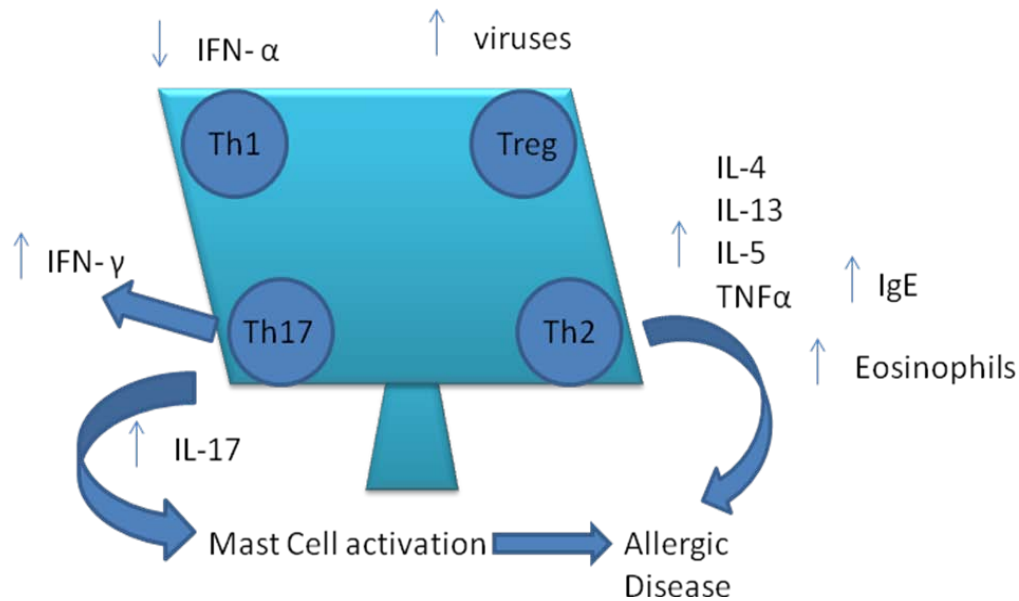 ↓ IFN- α
↑ viruses
Th1
Treg
IL-4
IL-13
↑ IL-5
TNFα
↑ IFN- γ
↑ IgE
Th17
Th2
↑ Eosinophils
↑ IL-17
Mast Cell activation
Allergic
Disease